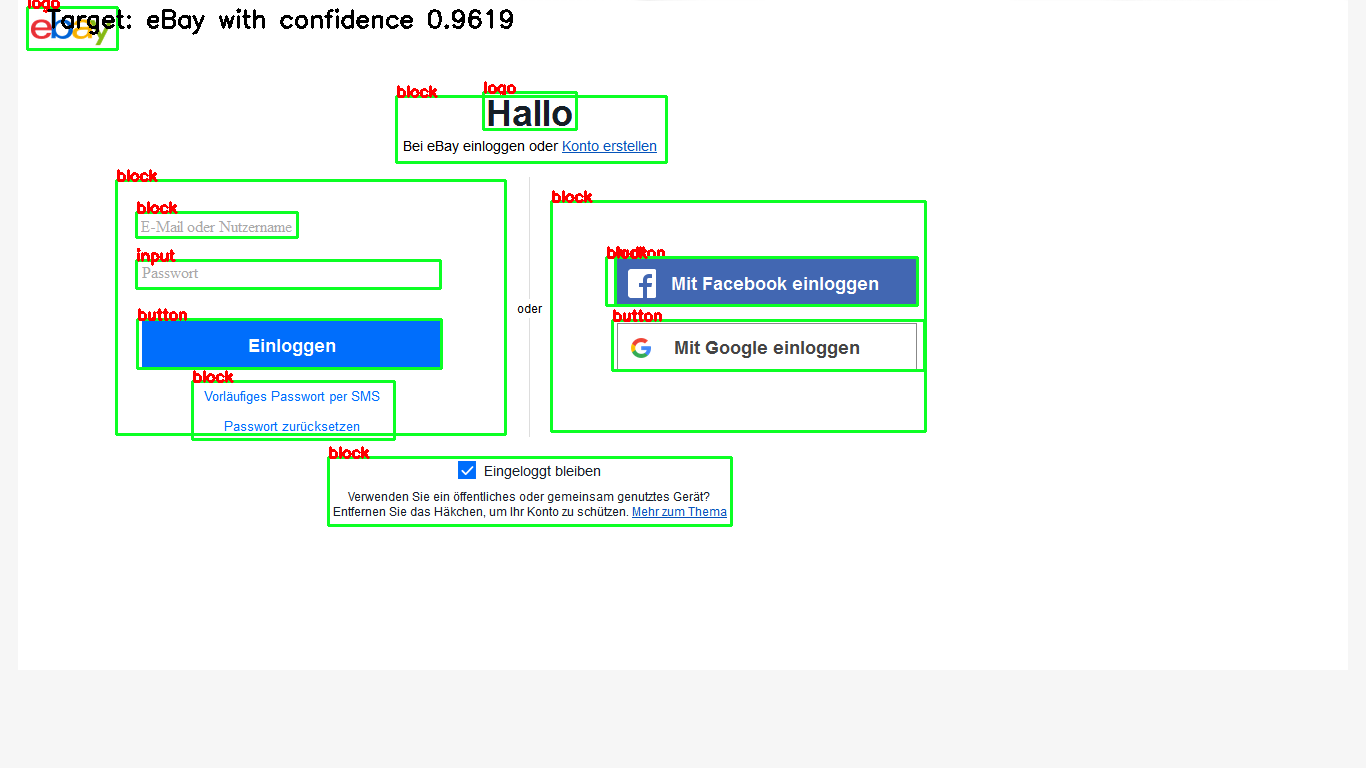 logo
Target: eBay with confidence 0.9619
ebay
block
logo
Hallo
Bei eBay einloggen oder Konto erstellen
block
block
E-Mail oder Nutzername
input
Passwort
button
Einloggen
block
Vorläufiges Passwort per SMS
Passwort zurücksetzen
oder
block
block
button
Mit Facebook einloggen
button
Mit Google einloggen
block
Eingeloggt bleiben
Verwenden Sie ein öffentliches oder gemeinsam genutztes Gerät?
Entfernen Sie das Häkchen, um Ihr Konto zu schützen. Mehr zum Thema